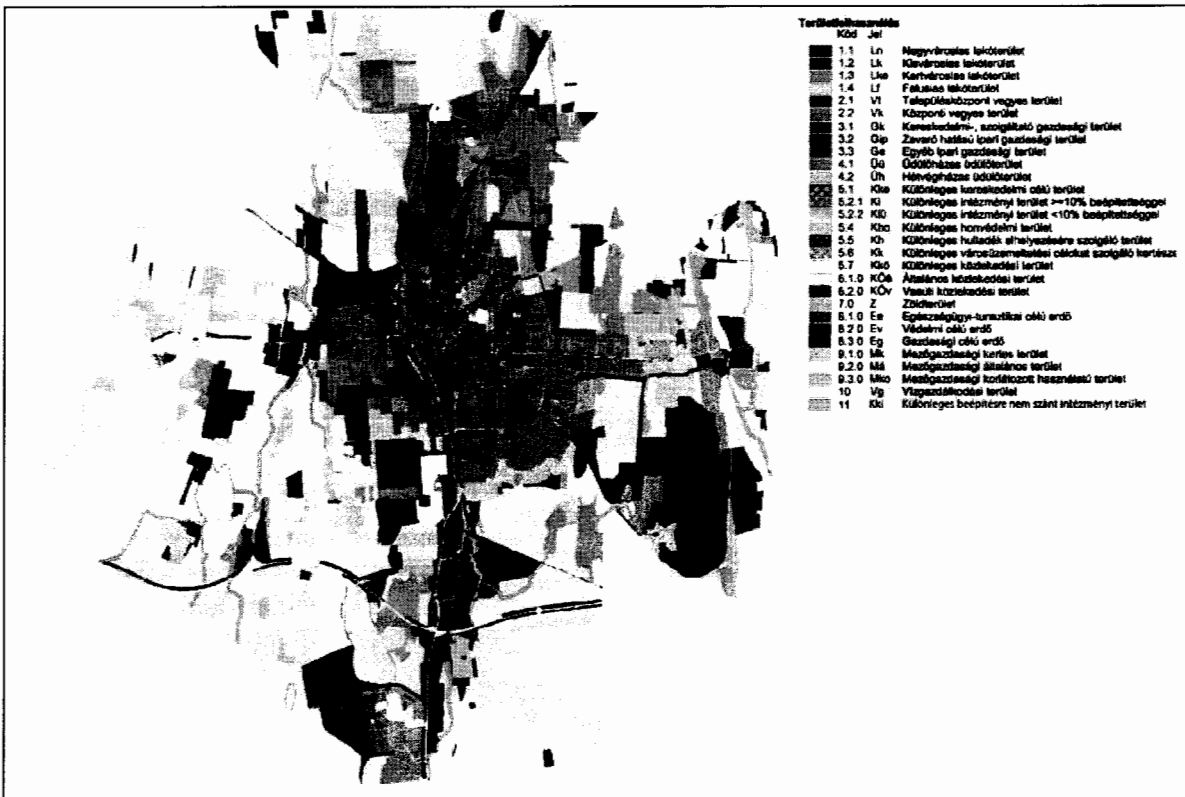 Területfelhasználás
Kód Jel
1.1 Ln Nagyvárosias lakóterület
1.2 Lk Kisvárosias lakóterület
1.3 Lke Kertvárosias lakóterület
1.4 Lf Falusias lakóterület
2.1 Vt Településközpont vegyes terület
2.2 Vk Központi vegyes terület
3.1 Gk Kereskedelmi-, szolgáltató gazdasági terület
3.2 Gip Zavaró hatású ipari gazdasági terület
3.3 Ge Egyéb ipari gazdasági terület
4.1 Üü Üdülőházas üdülőterület
4.2 Üh Hétvégiházas üdülőterület
5.1 Kke Különleges kereskedelmi célú terület
5.2.1 Ki Különleges intézményi terület >=10% beépítettséggel
5.2.2 Különleges intézményi terület <10% beépítettséggel
5.4 Kho Különleges honvédelmi terület
5.5 Kh Különleges hulladék elhelyezésére szolgáló terület
5.6 Kk Különleges városüzemeltetési célokat szolgáló kertésze
5.7 Kkö Különleges közlekedési terület
6.1.0 KÖá Általános közlekedési terület
6.2.0 KÖv Vasúti közlekedési terület
7.0 Z Zöldterület
8.1.0 Ee Egészségügyi-turisztikai célú erdő
8.2.0 Ev Védelmi célú erdő
8.3.0 Eg Gazdasági célú erdő
9.1.0 Mk Mezőgazdasági kertes terület
9.2.0 Má Mezőgazdasági általános terület
9.3.0 Mko Mezőgazdasági korlátozott használatú terület
10 Vg Vízgazdálkodási terület
11 Kki Különleges beépítésre nem szánt intézményi terület